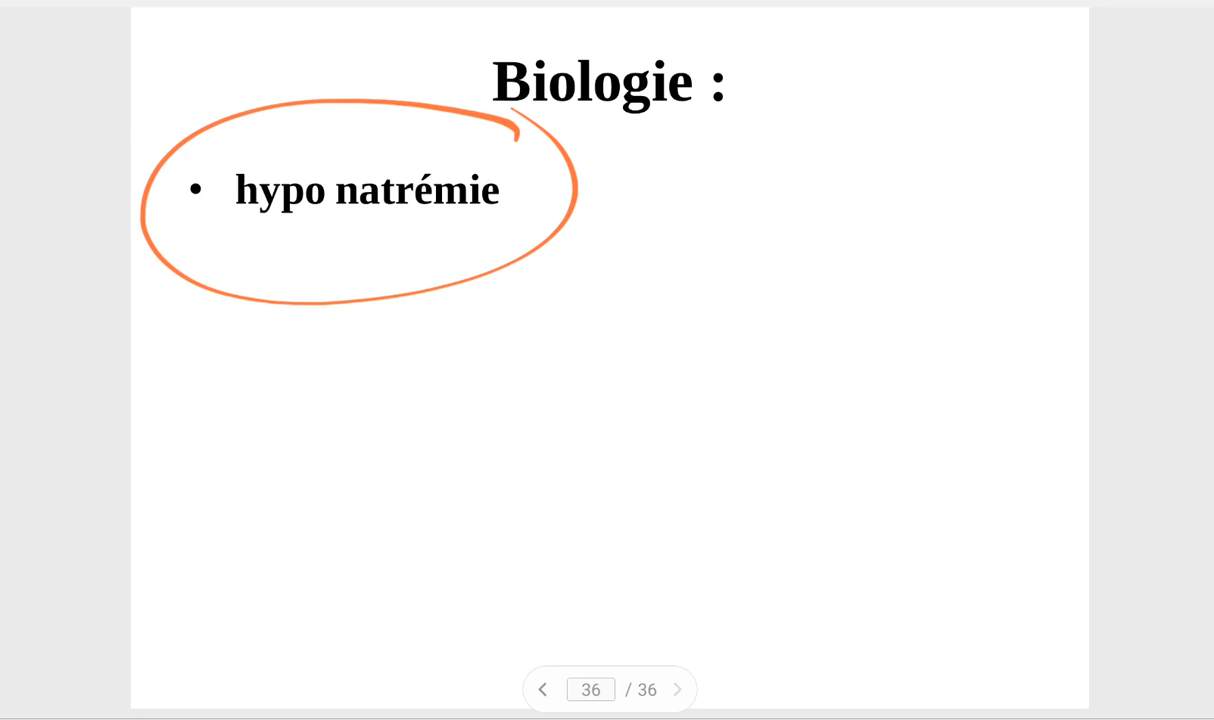 Biologie :
• hypo natrémie
36 / 36